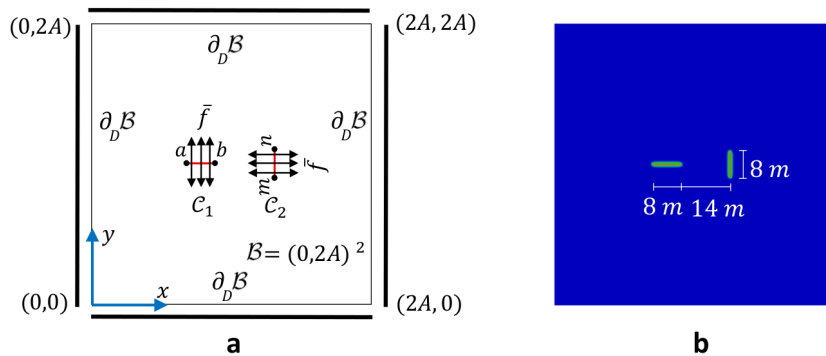 (0,2A)
(2A, 2A)
∂_D ℬ
∂_D ℬ
∂_D ℬ
f̄
a
b
𝒞₁
n
m
f̄
𝒞₂
ℬ = (0,2A) ²
y
x
∂_D ℬ
(0,0)
(2A, 0)
a
8 m
8 m
14 m
b